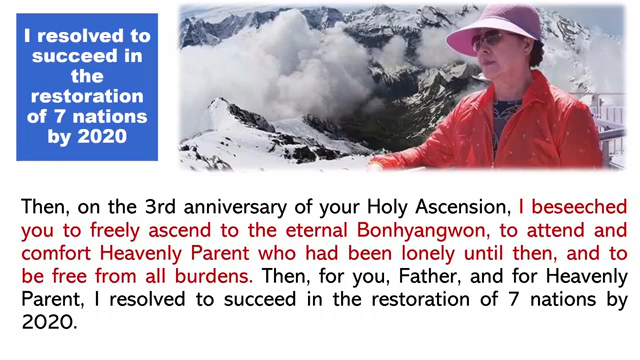 I resolved to
succeed in
the
restoration
of 7 nations
by 2020
Then, on the 3rd anniversary of your Holy Ascension, I beseeched
you to freely ascend to the eternal Bonhyangwon, to attend and
comfort Heavenly Parent who had been lonely until then, and to
be free from all burdens. Then, for you, Father, and for Heavenly
Parent, I resolved to succeed in the restoration of 7 nations by
2020.